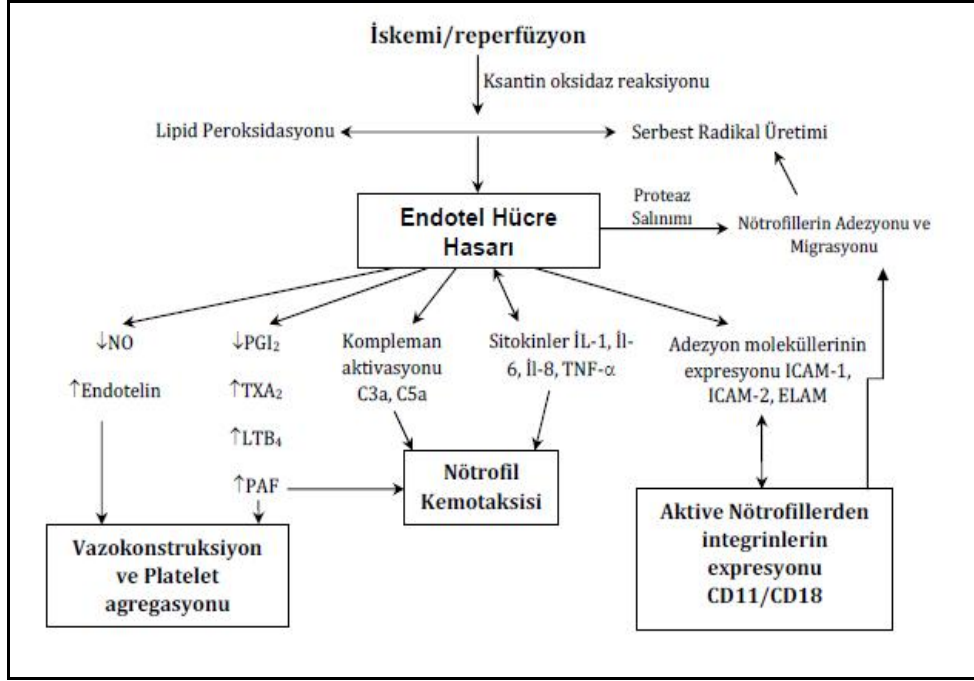 İskemi/reperfüzyon
Ksantin oksidaz reaksiyonu
Lipid Peroksidasyonu
Serbest Radikal Üretimi
Endotel Hücre
Hasarı
Proteaz
Salınımı
Nötrofillerin Adezyonu ve
Migrasyonu
↓NO
↑Endotelin
↓PGI₂
↑TXA₂
↑LTB₄
↑PAF
Kompleman
aktivasyonu
C3a, C5a
Sitokinler İL-1, İl-
6, İl-8, TNF-α
Adezyon moleküllerinin
expresyonu ICAM-1,
ICAM-2, ELAM
Nötrofil
Kemotaksisi
Vazokonstruksiyon
ve Platelet
agregasyonu
Aktive Nötrofillerden
integrinlerin
expresyonu
CD11/CD18